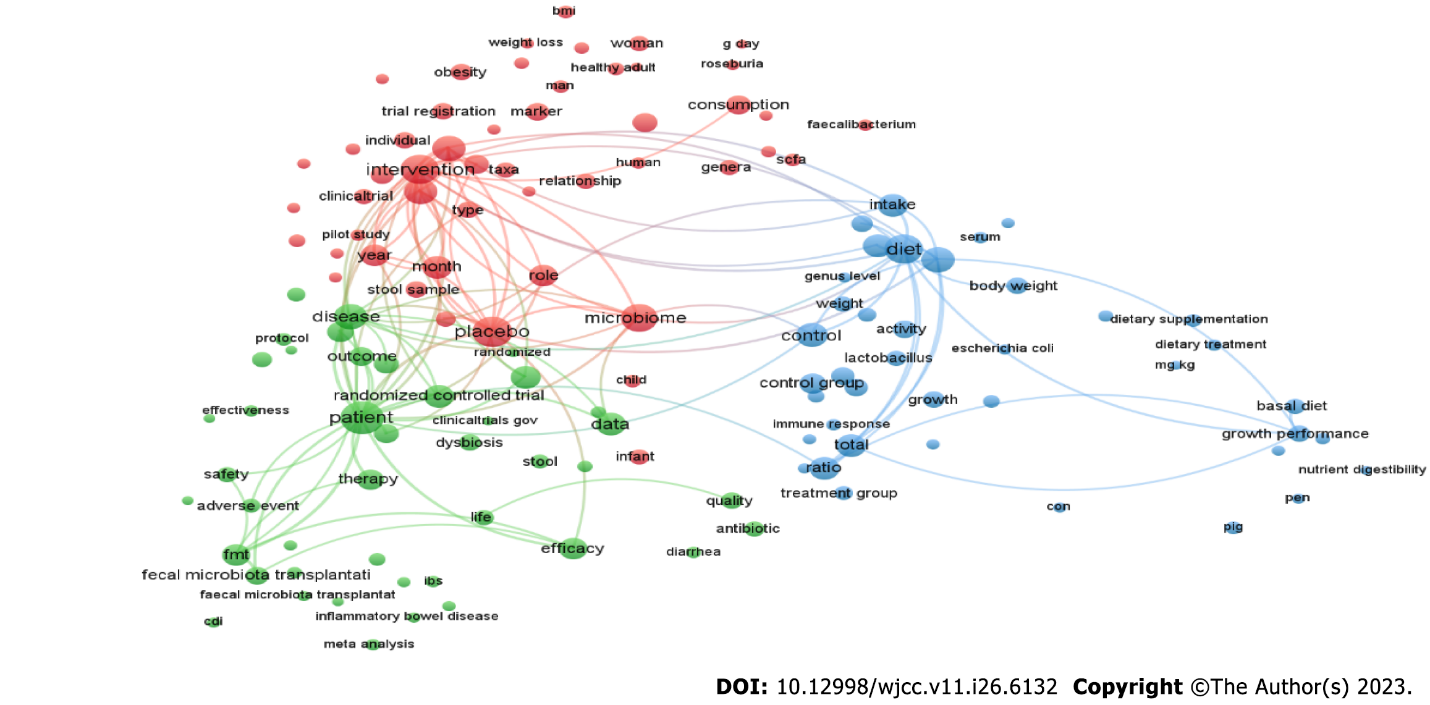 bmi
weight loss
woman
g day
healthy adult
roseburia
obesity
man
consumption
trial registration
marker
faecalibacterium
individual
human
scfa
intervention
taxa
genera
relationship
clinicaltrial
intake
type
pilot study
serum
diet
year
month
role
genus level
stool sample
body weight
weight
disease
placebo
microbiome
control
activity
dietary supplementation
protocol
randomized
outcome
lactobacillus
escherichia coli
dietary treatment
mg kg
child
control group
randomized controlled trial
growth
basal diet
effectiveness
patient
clinicaltrials gov
data
immune response
growth performance
dysbiosis
total
stool
infant
ratio
nutrient digestibility
safety
therapy
treatment group
adverse event
quality
con
pen
life
antibiotic
pig
fmt
efficacy
diarrhea
fecal microbiota transplantati
ibs
faecal microbiota transplantat
cdi
inflammatory bowel disease
meta analysis
DOI: 10.12998/wjcc.v11.i26.6132 Copyright ©The Author(s) 2023.